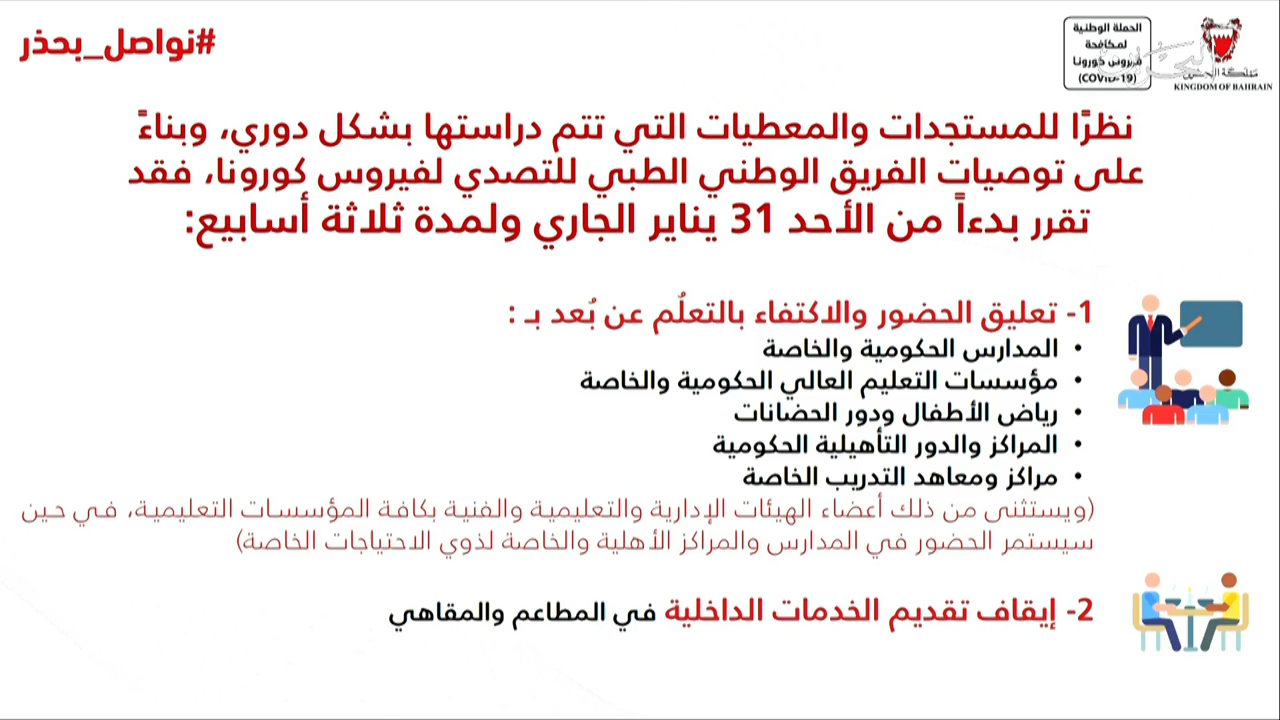 #نواصل_بحذر
الحملة الوطنية
لمكافحة
فيروس كورونا
(COVID-19)
مملكة البحرين
KINGDOM OF BAHRAIN
نظرًا للمستجدات والمعطيات التي تتم دراستها بشكل دوري، وبناءً
على توصيات الفريق الوطني الطبي للتصدي لفيروس كورونا، فقد
تقرر بدءاً من الأحد 31 يناير الجاري ولمدة ثلاثة أسابيع:
1- تعليق الحضور والاكتفاء بالتعلُم عن بُعد بـ :
• المدارس الحكومية والخاصة
• مؤسسات التعليم العالي الحكومية والخاصة
• رياض الأطفال ودور الحضانات
• المراكز والدور التأهيلية الحكومية
• مراكز ومعاهد التدريب الخاصة
(ويستثنى من ذلك أعضاء الهيئات الإدارية والتعليمية والفنية بكافة المؤسسات التعليمية، في حين
سيستمر الحضور في المدارس والمراكز الأهلية والخاصة لذوي الاحتياجات الخاصة)
2- إيقاف تقديم الخدمات الداخلية في المطاعم والمقاهي